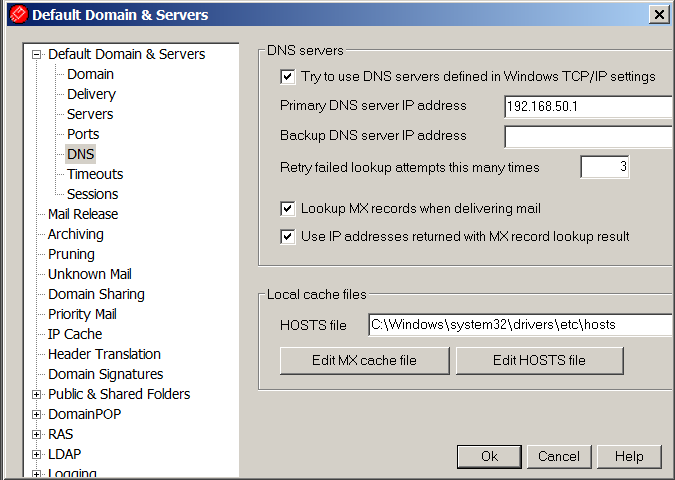 Default Domain & Servers
Default Domain & Servers
Domain
Delivery
Servers
Ports
DNS
Timeouts
Sessions
Mail Release
Archiving
Pruning
Unknown Mail
Domain Sharing
Priority Mail
IP Cache
Header Translation
Domain Signatures
Public & Shared Folders
DomainPOP
RAS
LDAP
Logging
DNS servers
Try to use DNS servers defined in Windows TCP/IP settings
Primary DNS server IP address 192.168.50.1
Backup DNS server IP address
Retry failed lookup attempts this many times 3
Lookup MX records when delivering mail
Use IP addresses returned with MX record lookup result
Local cache files
HOSTS file C:\Windows\system32\drivers\etc\hosts
Edit MX cache file Edit HOSTS file
Ok Cancel Help